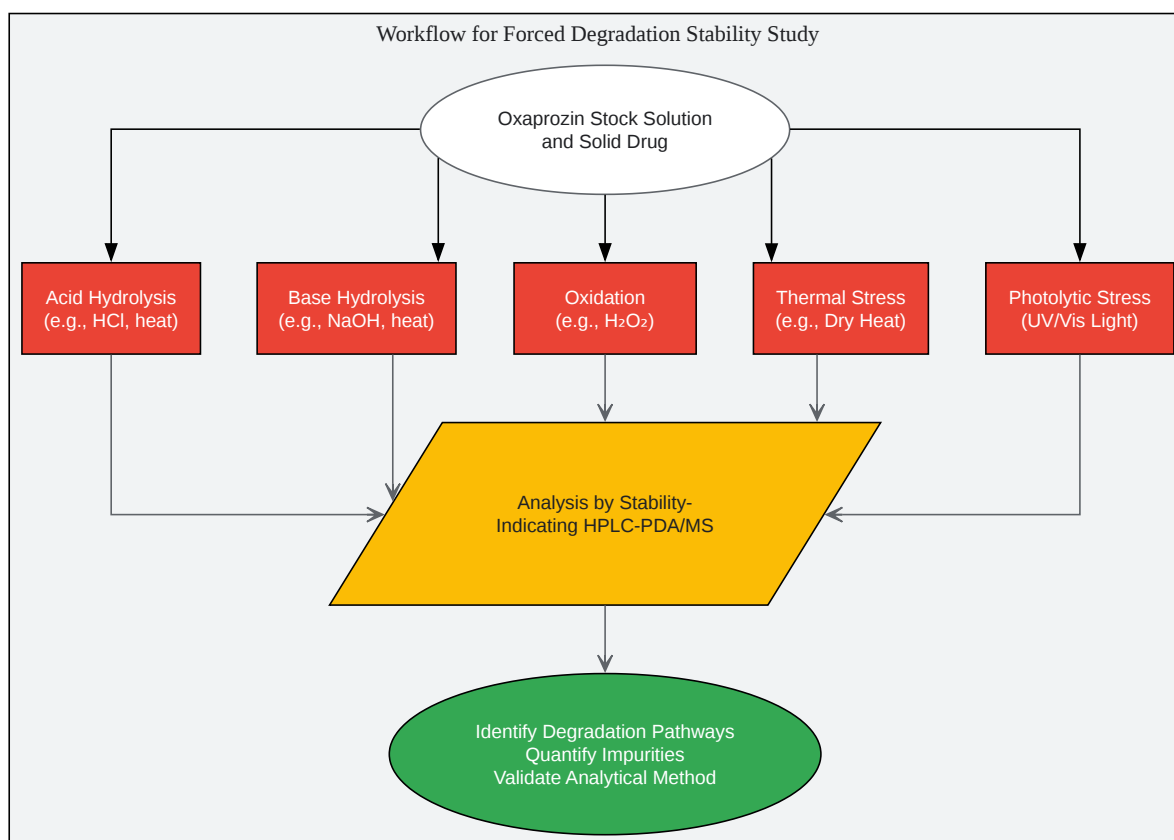 Workflow for Forced Degradation Stability Study
Oxaprozin Stock Solution
and Solid Drug
Acid Hydrolysis
(e.g., HCl, heat)
Base Hydrolysis
(e.g., NaOH, heat)
Oxidation
(e.g., H₂O₂)
Thermal Stress
(e.g., Dry Heat)
Photolytic Stress
(UV/Vis Light)
Analysis by Stability-
Indicating HPLC-PDA/MS
Identify Degradation Pathways
Quantify Impurities
Validate Analytical Method